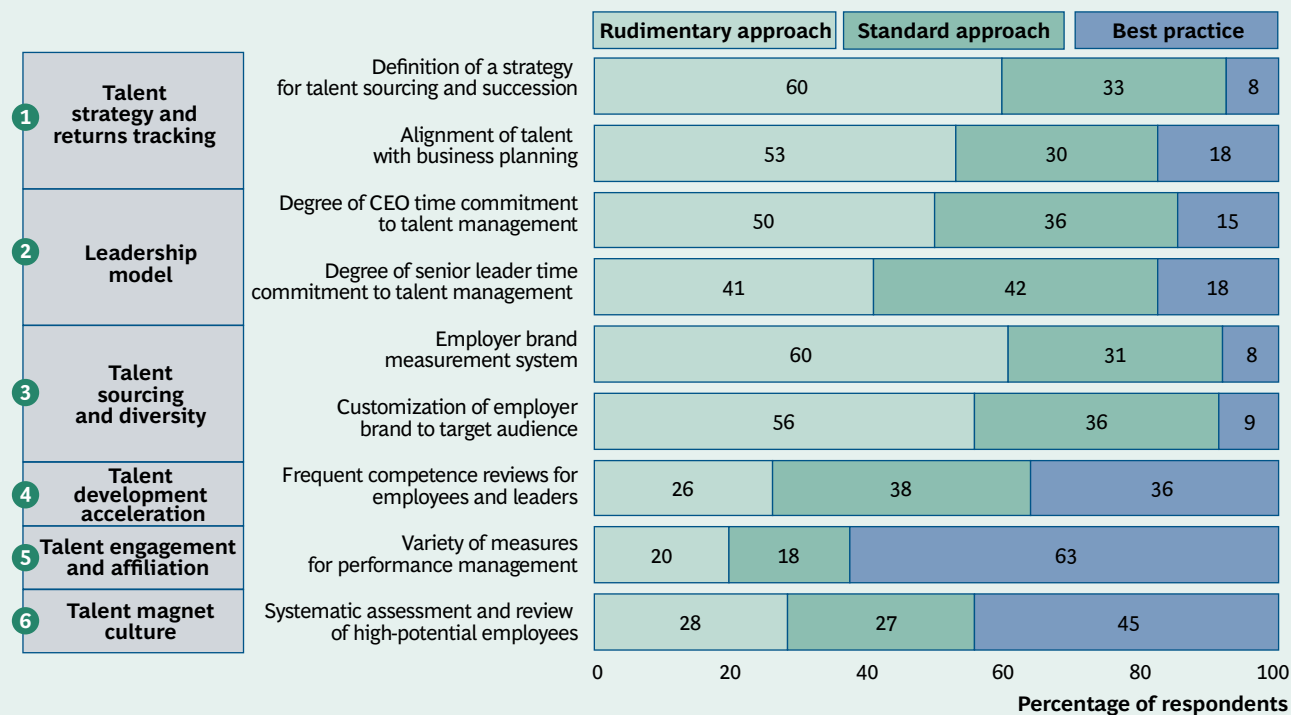 Rudimentary approach
Standard approach
Best practice
1
Talent
strategy and
returns tracking
Definition of a strategy
for talent sourcing and succession
60
33
8
Alignment of talent
with business planning
53
30
18
2
Leadership
model
Degree of CEO time commitment
to talent management
50
36
15
Degree of senior leader time
commitment to talent management
41
42
18
3
Talent
sourcing
and diversity
Employer brand
measurement system
60
31
8
Customization of employer
brand to target audience
56
36
9
4
Talent
development
acceleration
Frequent competence reviews for
employees and leaders
26
38
36
5
Talent engagement
and affiliation
Variety of measures
for performance management
20
18
63
6
Talent magnet
culture
Systematic assessment and review
of high-potential employees
28
27
45
0
20
40
60
80
100
Percentage of respondents